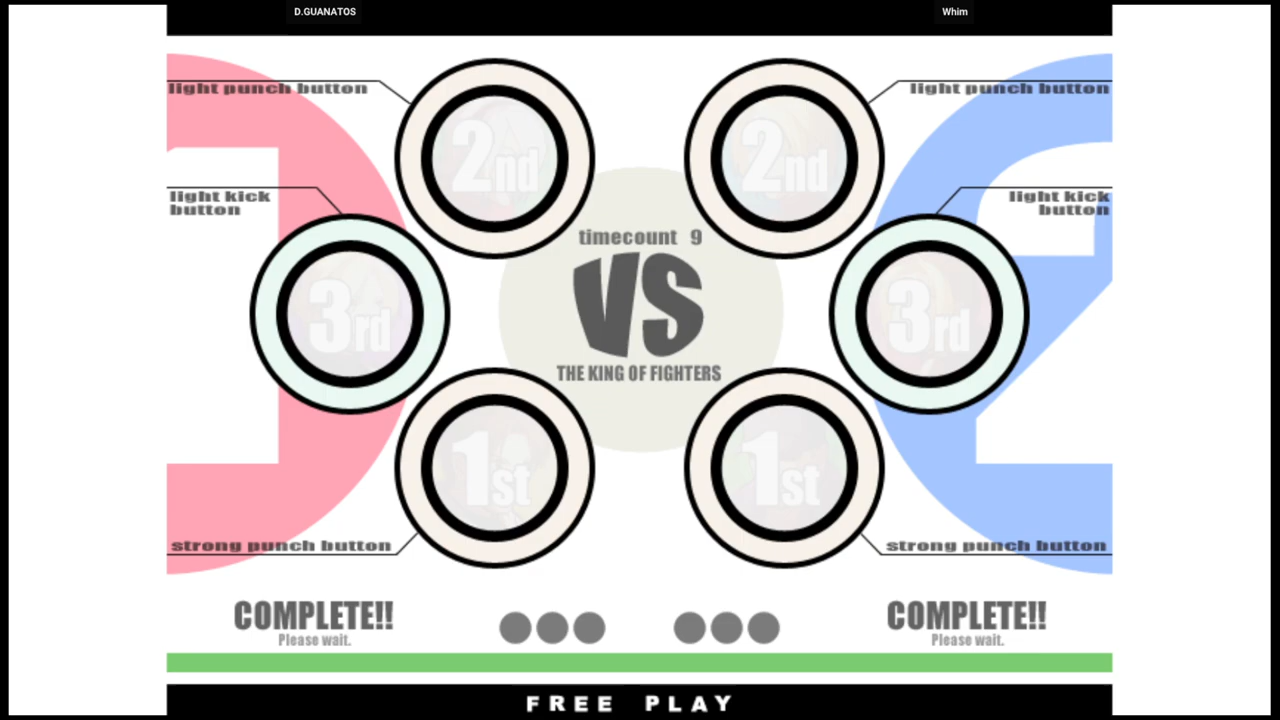 D.GUANATOS
Whim
light punch button
light punch button
2nd
2nd
light kick
button
light kick
button
timecount 9
VS
THE KING OF FIGHTERS
3rd
3rd
1st
1st
strong punch button
strong punch button
COMPLETE!!
Please wait.
COMPLETE!!
Please wait.
FREE PLAY